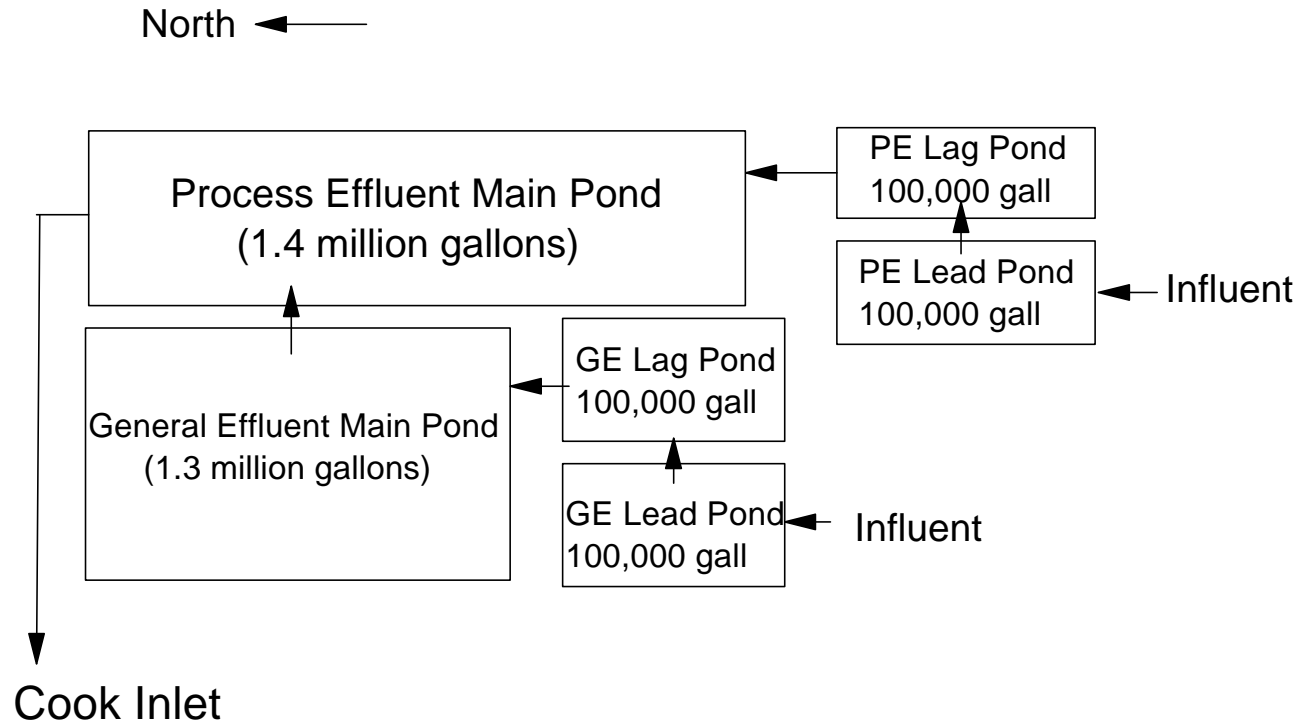 North
Process Effluent Main Pond
(1.4 million gallons)
PE Lag Pond
100,000 gall
PE Lead Pond
100,000 gall
Influent
General Effluent Main Pond
(1.3 million gallons)
GE Lag Pond
100,000 gall
GE Lead Pond
100,000 gall
Influent
Cook Inlet